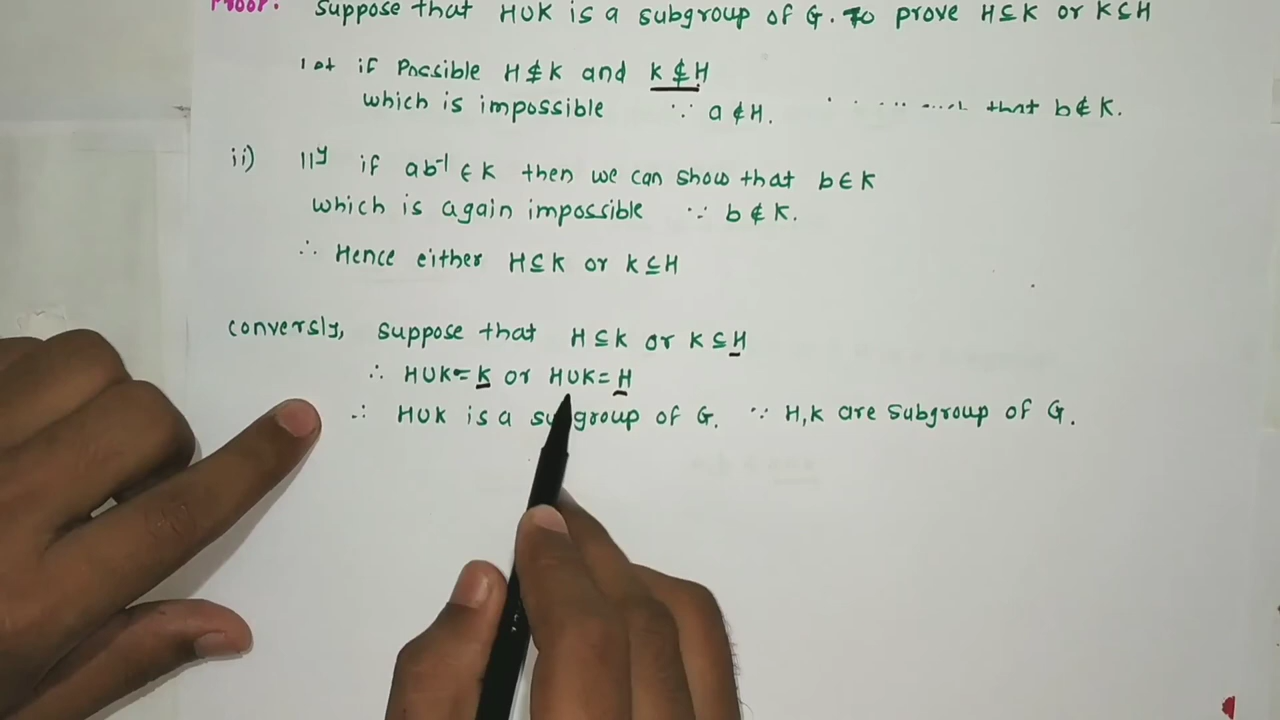 Proof. Suppose that HUK is a subgroup of G. To prove H⊆K or K⊆H
let if Possible H⊈K and K⊈H
which is impossible ∵ a∉H. that b∉K.
ii) ||ly if ab⁻¹ ∈ K then we can show that b∈K
which is again impossible ∵ b∉K.
∴ Hence either H⊆K or K⊆H
conversly, suppose that H⊆K or K⊆H
∴ HUK=K or HUK=H
∴ HUK is a subgroup of G. ∵ H,K are subgroup of G.